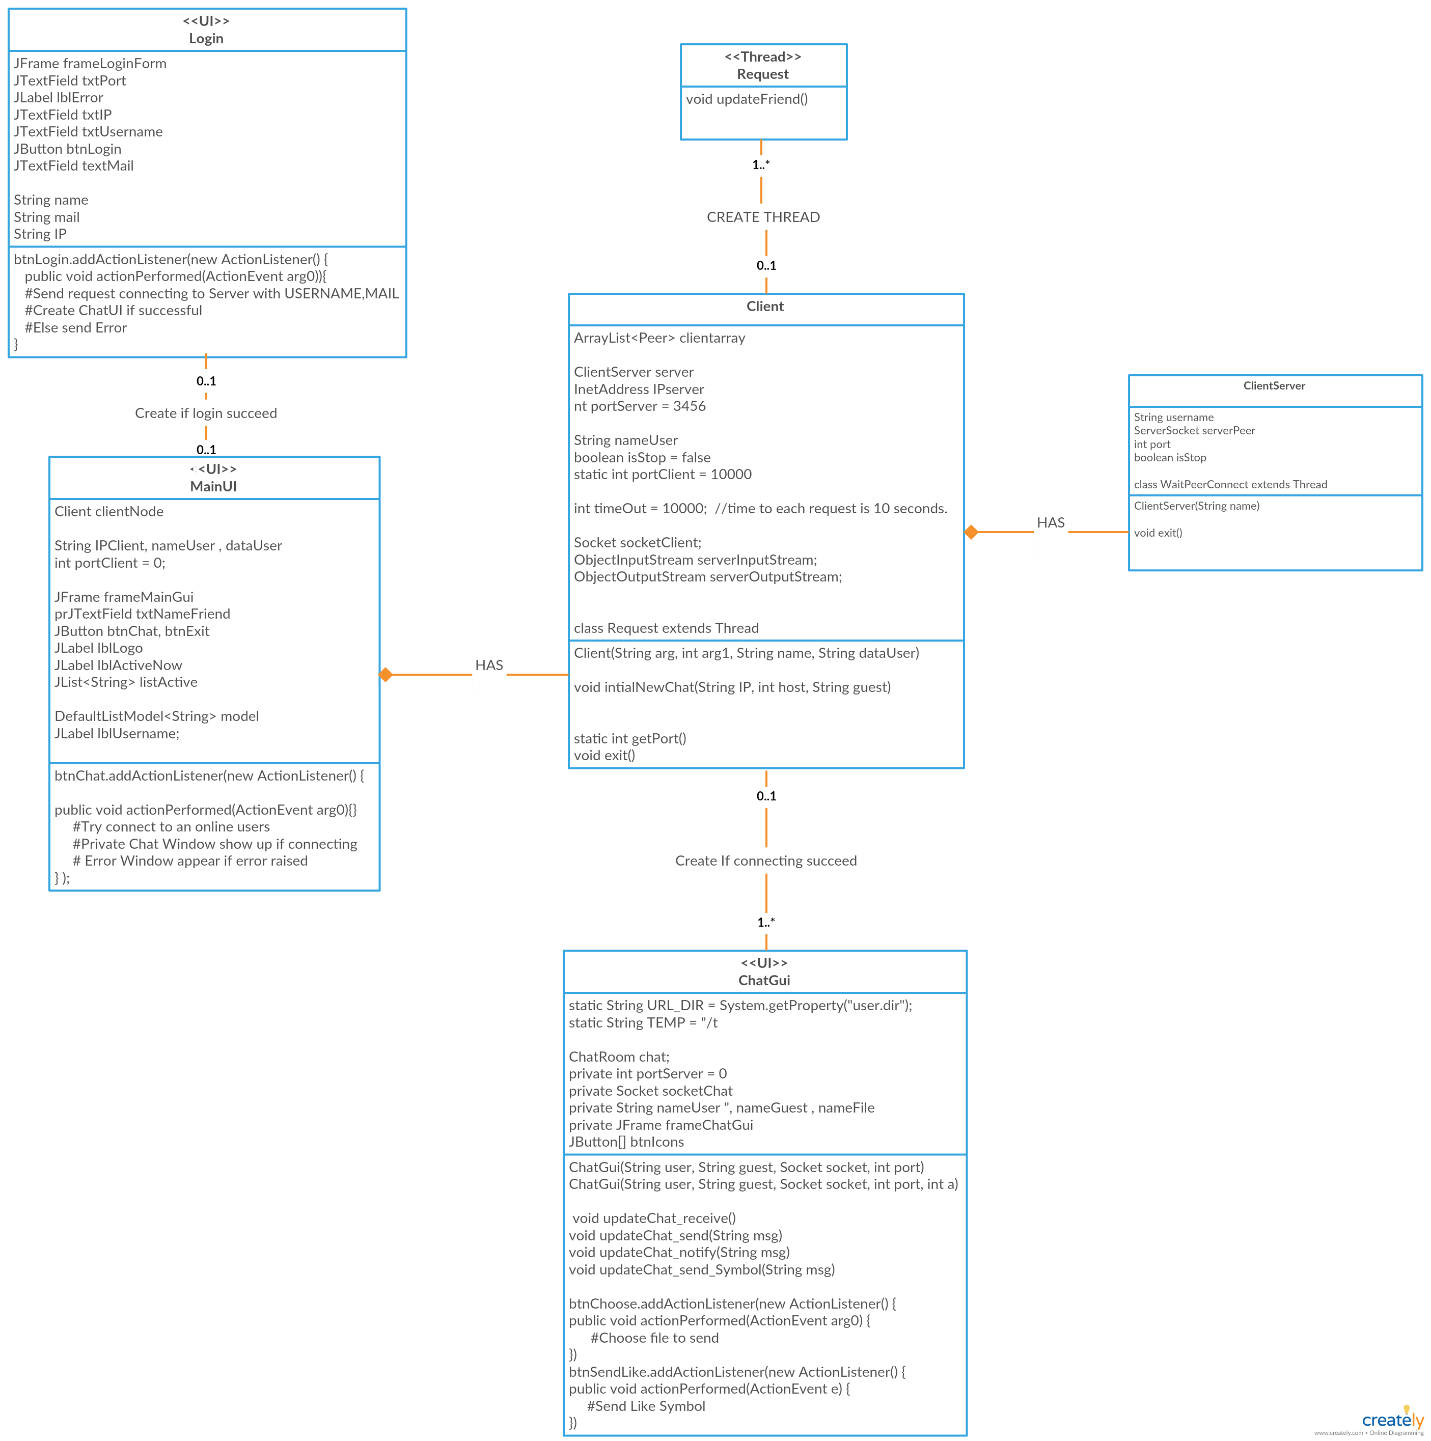 <<UI>>
Login
JFrame frameLoginForm
JTextField txtPort
JLabel lblError
JTextField txtIP
JTextField txtUsername
JButton btnLogin
JTextField textMail
String name
String mail
String IP
btnLogin.addActionListener(new ActionListener() {
public void actionPerformed(ActionEvent arg0)){
#Send request connecting to Server with USERNAME,MAIL
#Create ChatUI if successful
#Else send Error
}
0..1
Create if login succeed
0..1
<<UI>>
MainUI
Client clientNode
String IPClient, nameUser , dataUser
int portClient = 0;
JFrame frameMainGui
prJTextField txtNameFriend
JButton btnChat, btnExit
JLabel lblLogo
JLabel lblActiveNow
JList<String> listActive
DefaultListModel<String> model
JLabel lblUsername;
btnChat.addActionListener(new ActionListener() {
public void actionPerformed(ActionEvent arg0){}
#Try connect to an online users
#Private Chat Window show up if connecting
# Error Window appear if error raised
} );
HAS
<<Thread>>
Request
void updateFriend()
1..*
CREATE THREAD
0..1
Client
ArrayList<Peer> clientarray
ClientServer server
InetAddress IPserver
nt portServer = 3456
String nameUser
boolean isStop = false
static int portClient = 10000
int timeOut = 10000;  //time to each request is 10 seconds.
Socket socketClient;
ObjectInputStream serverInputStream;
ObjectOutputStream serverOutputStream;
class Request extends Thread
Client(String arg, int arg1, String name, String dataUser)
void intialNewChat(String IP, int host, String guest)
static int getPort()
void exit()
HAS
ClientServer
String username
ServerSocket serverPeer
int port
boolean isStop
class WaitPeerConnect extends Thread
ClientServer(String name)
void exit()
0..1
Create If connecting succeed
1..*
<<UI>>
ChatGui
static String URL_DIR = System.getProperty("user.dir");
static String TEMP = "/t
ChatRoom chat;
private int portServer = 0
private Socket socketChat
private String nameUser ", nameGuest , nameFile
private JFrame frameChatGui
JButton[] btnIcons
ChatGui(String user, String guest, Socket socket, int port)
ChatGui(String user, String guest, Socket socket, int port, int a)
void updateChat_receive()
void updateChat_send(String msg)
void updateChat_notify(String msg)
void updateChat_send_Symbol(String msg)
btnChoose.addActionListener(new ActionListener() {
public void actionPerformed(ActionEvent arg0) {
#Choose file to send
})
btnSendLike.addActionListener(new ActionListener() {
public void actionPerformed(ActionEvent e) {
#Send Like Symbol
})
creately
www.creately.com • Online Diagramming